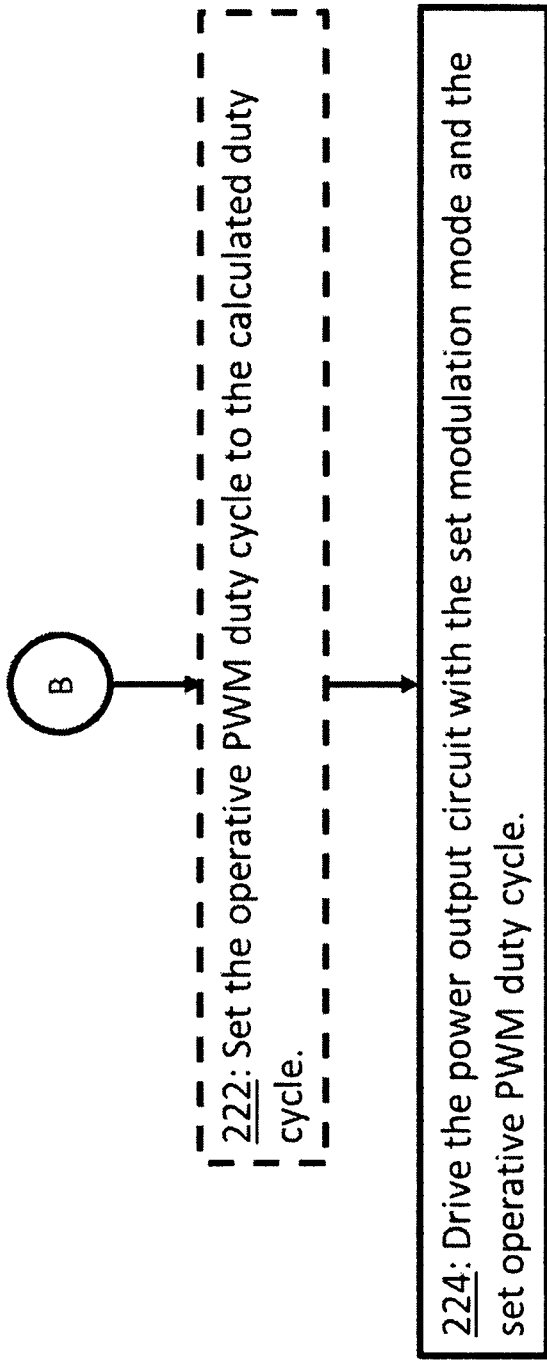 B
222: Set the operative PWM duty cycle to the calculated duty
cycle.
224: Drive the power output circuit with the set modulation mode and the
set operative PWM duty cycle.